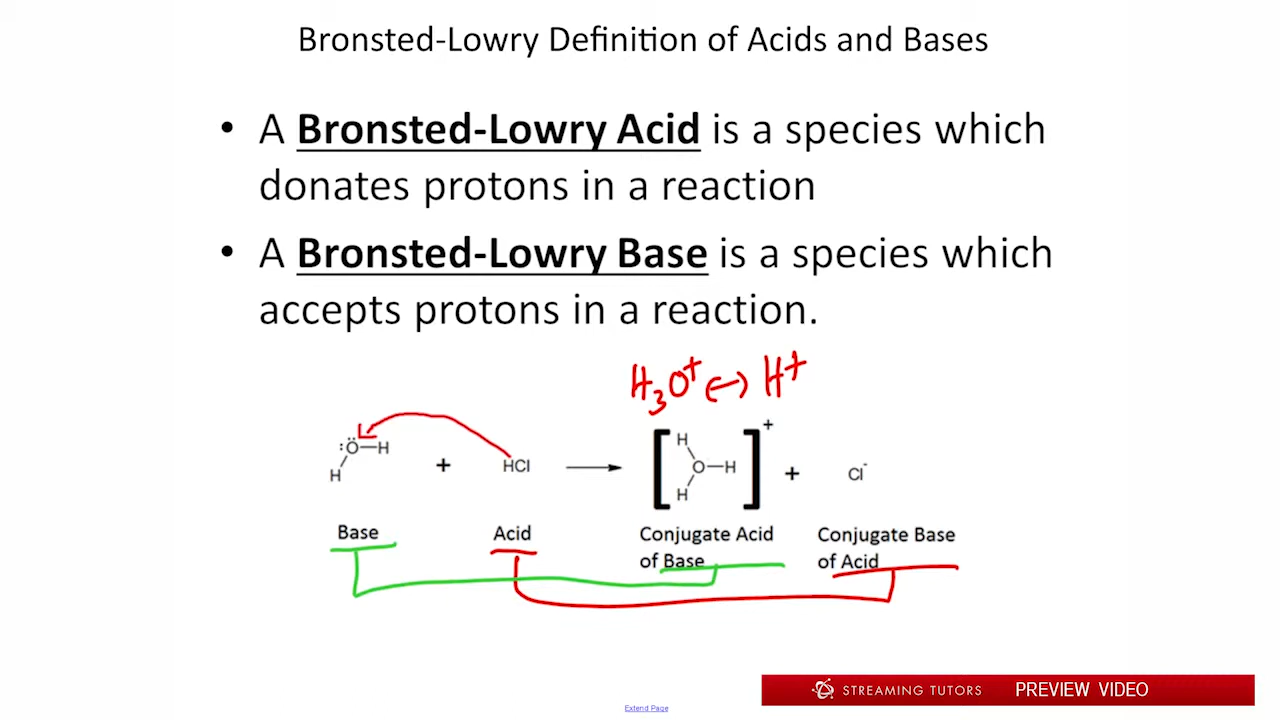 Bronsted-Lowry Definition of Acids and Bases
• A Bronsted-Lowry Acid is a species which
donates protons in a reaction
• A Bronsted-Lowry Base is a species which
accepts protons in a reaction.
H₃O⁺ ↔ H⁺
:Ö—H
H
+
HCl
→
[
H
O—H
H
]⁺
+
Cl⁻
Base
Acid
Conjugate Acid
of Base
Conjugate Base
of Acid
STREAMING TUTORS PREVIEW VIDEO
Extend Page